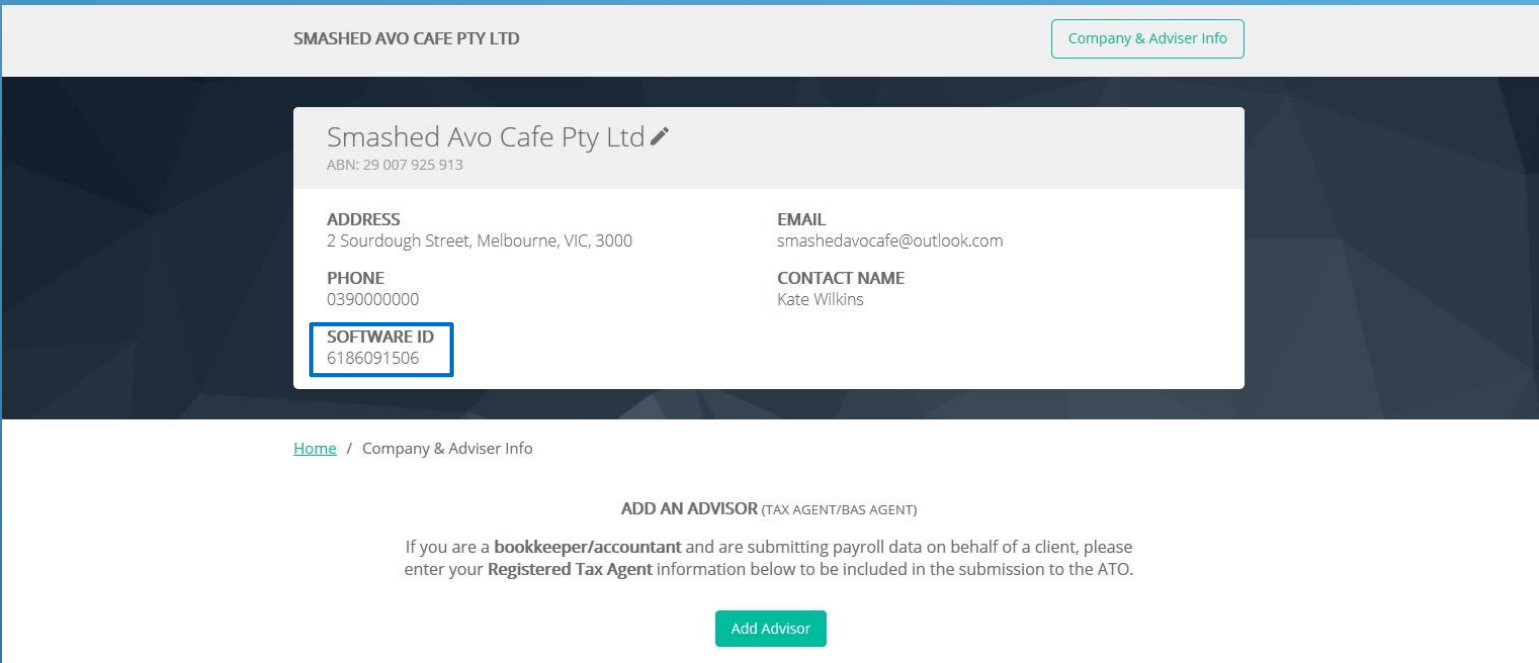 SMASHED AVO CAFE PTY LTD
Company & Adviser Info
Smashed Avo Cafe Pty Ltd
ABN: 29 007 925 913
ADDRESS
2 Sourdough Street, Melbourne, VIC, 3000
EMAIL
smashedavocafe@outlook.com
PHONE
0390000000
CONTACT NAME
Kate Wilkins
SOFTWARE ID
6186091506
Home / Company & Adviser Info
ADD AN ADVISOR (TAX AGENT/BAS AGENT)
If you are a bookkeeper/accountant and are submitting payroll data on behalf of a client, please
enter your Registered Tax Agent information below to be included in the submission to the ATO.
Add Advisor